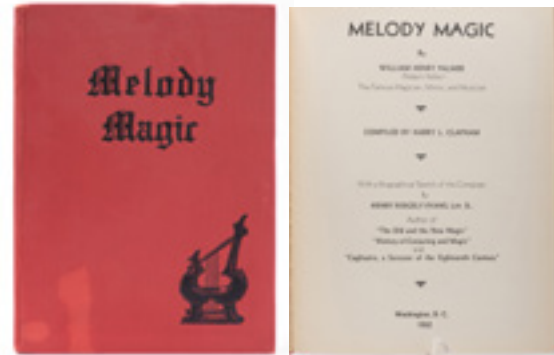 Melody
Magic
MELODY MAGIC
By
WILLIAM HENRY PALMER
The Famous Magician, Mimic, and Musician
COMPILED BY HARRY L. CLAPHAM
With a Biographical Sketch of the Composer
By
HENRY RIDGELY EVANS, Litt. D.
Author of
"The Old and the New Magic"
"History of Conjuring and Magic"
and
"Cagliostro, a Sorcerer of the Eighteenth Century"
Washington, D. C.
1932